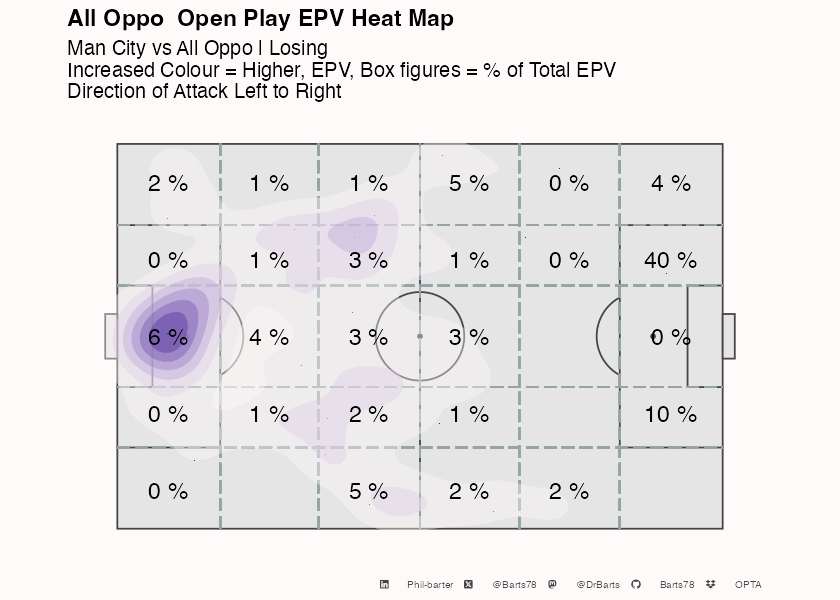 All Oppo  Open Play EPV Heat Map
Man City vs All Oppo | Losing
Increased Colour = Higher, EPV, Box figures = % of Total EPV
Direction of Attack Left to Right
2 % 1 % 1 % 5 % 0 % 4 %
0 % 1 % 3 % 1 % 0 % 40 %
6 % 4 % 3 % 3 % 0 %
0 % 1 % 2 % 1 % 10 %
0 % 5 % 2 % 2 %
Phil-barter @Barts78 @DrBarts Barts78 OPTA